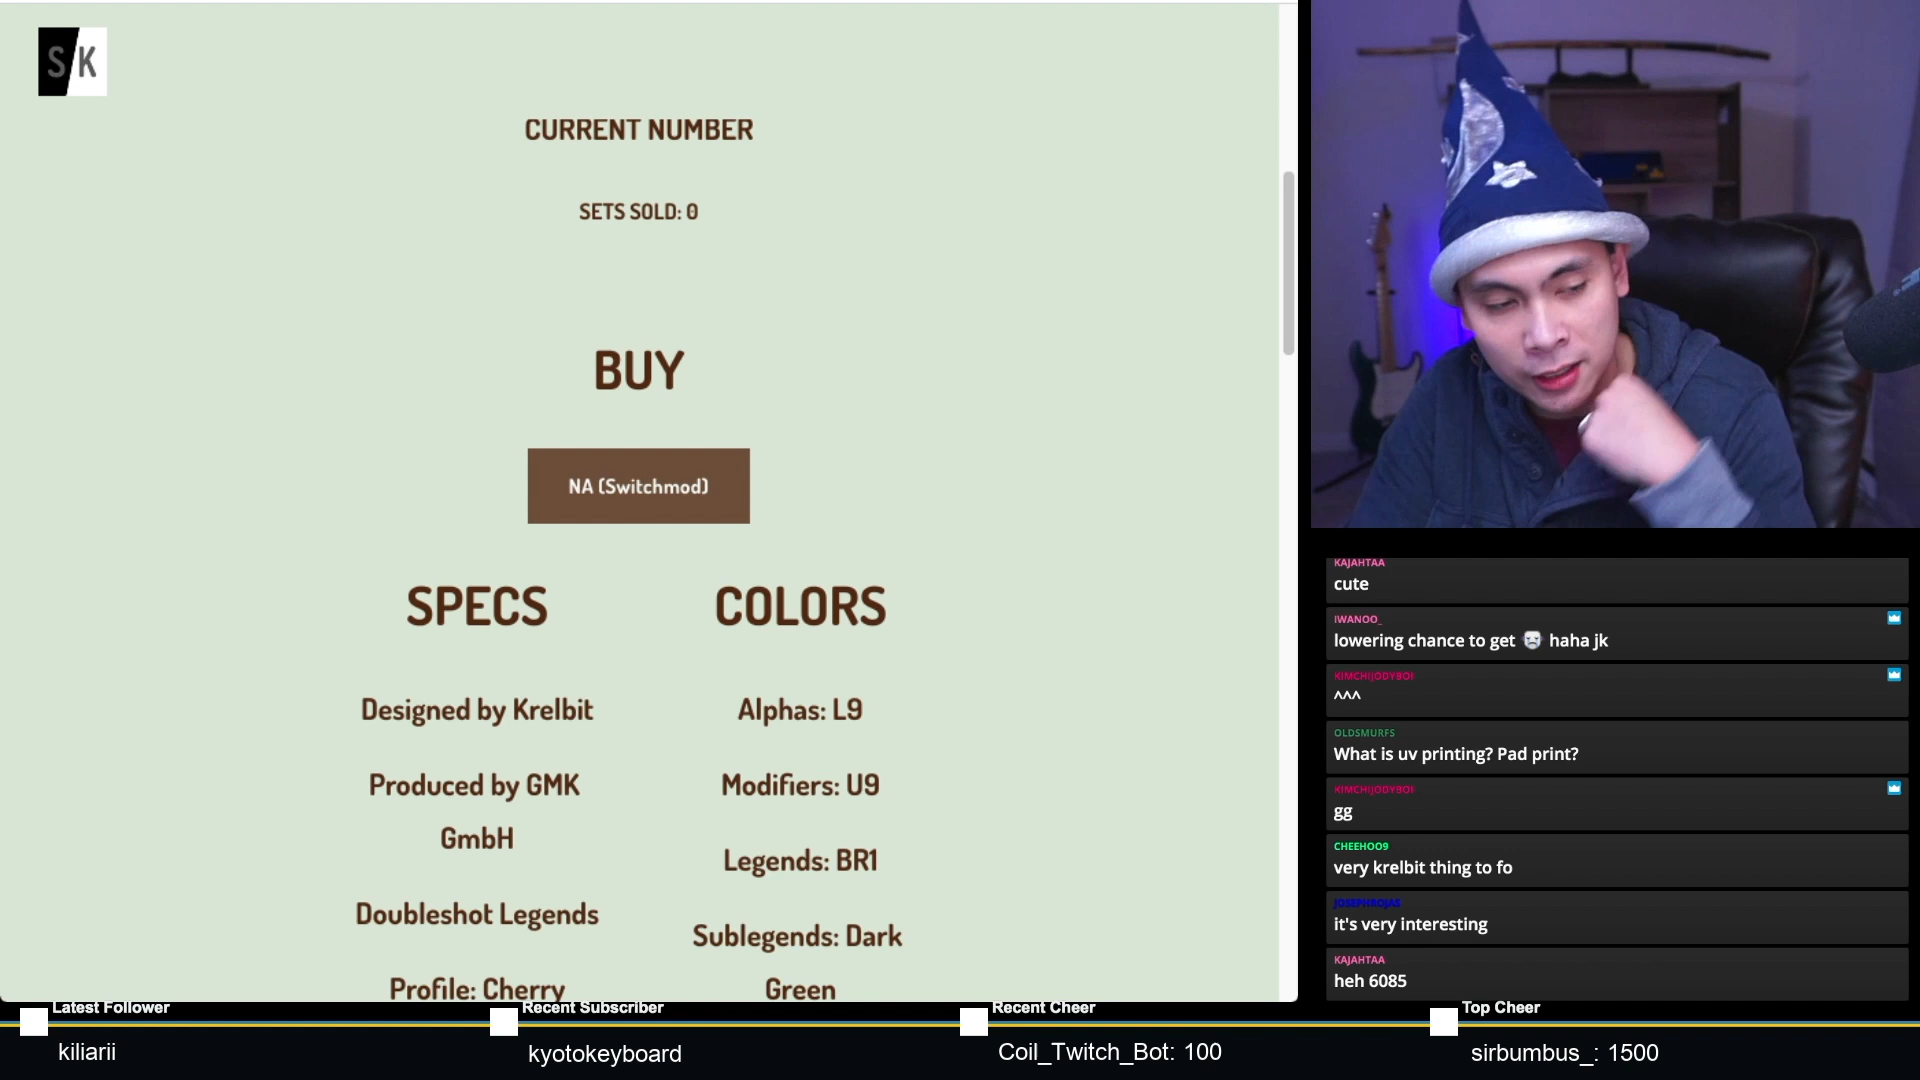 S K
CURRENT NUMBER
SETS SOLD: 0
BUY
NA (Switchmod)
SPECS
Designed by Krelbit
Produced by GMK
GmbH
Doubleshot Legends
Profile: Cherry
COLORS
Alphas: L9
Modifiers: U9
Legends: BR1
Sublegends: Dark
Green
KAJAHTAA
cute
IWANOO_
lowering chance to get haha jk
KIMCHIJODYBOI
^^^
OLDSMURFS
What is uv printing? Pad print?
KIMCHIJODYBOI
gg
CHEEHOO9
very krelbit thing to fo
JOSEPHROJAS
it's very interesting
KAJAHTAA
heh 6085
Latest Follower
kiliarii
Recent Subscriber
kyotokeyboard
Recent Cheer
Coil_Twitch_Bot: 100
Top Cheer
sirbumbus_: 1500